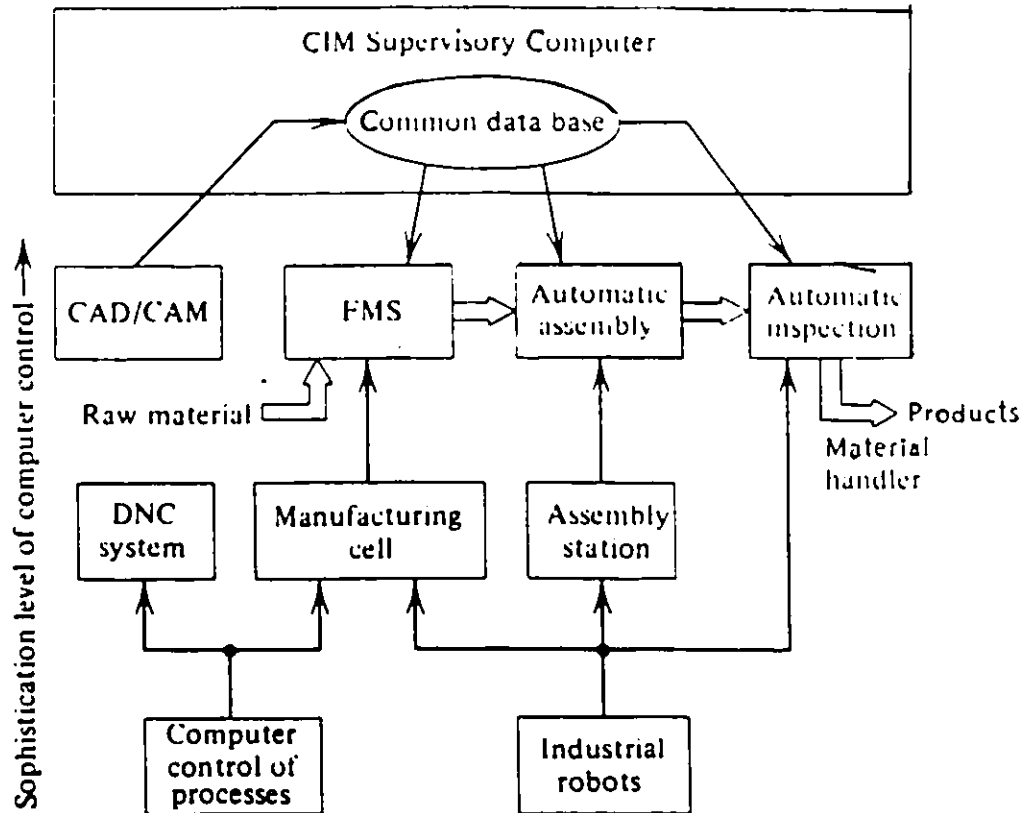 CIM Supervisory Computer
Common data base
CAD/CAM
FMS
Automatic
assembly
Automatic
inspection
Raw material
Products
Material
handler
DNC
system
Manufacturing
cell
Assembly
station
Computer
control of
processes
Industrial
robots
Sophistication level of computer control